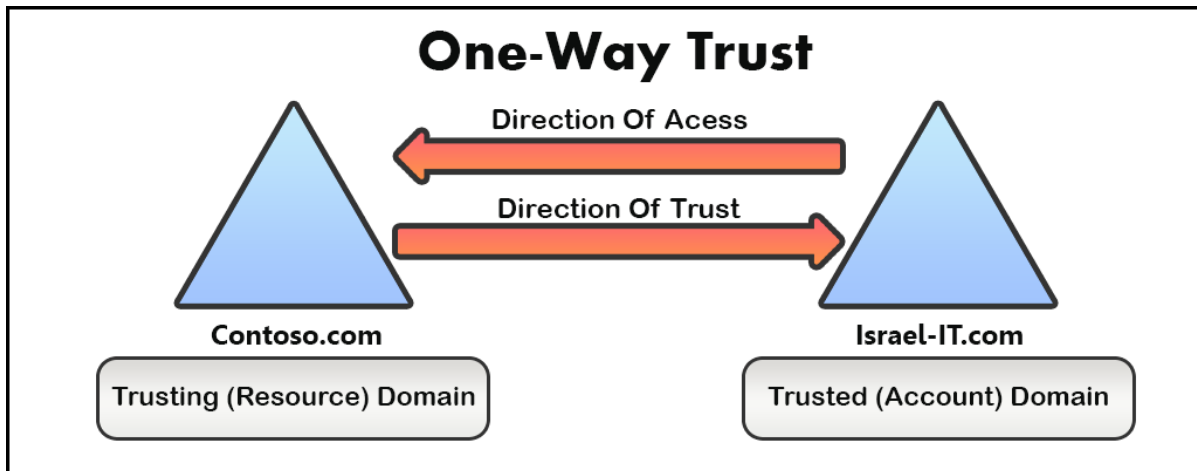 One-Way Trust
Direction Of Acess
Direction Of Trust
Contoso.com
Israel-IT.com
Trusting (Resource) Domain
Trusted (Account) Domain